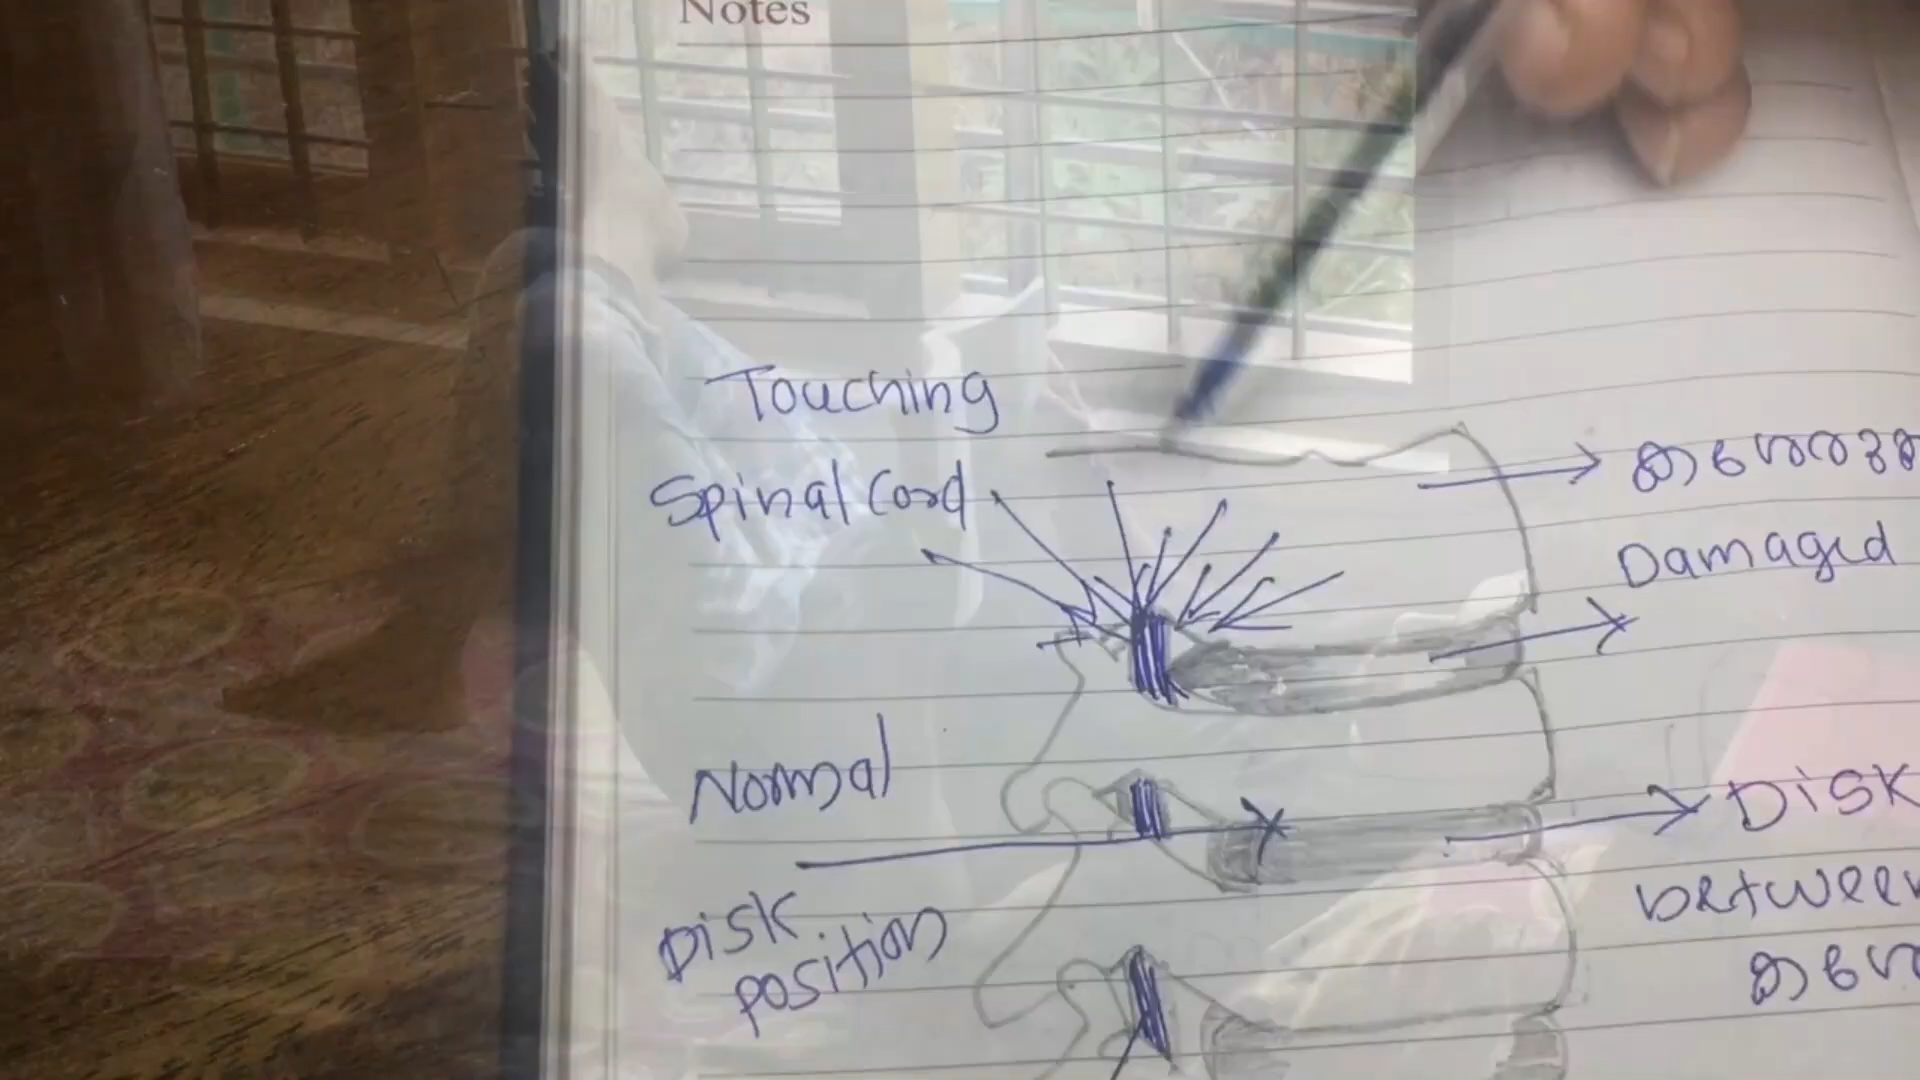 Notes
Touching
Spinal Cord
Damaged
Normal
Disk
position
Disk
between